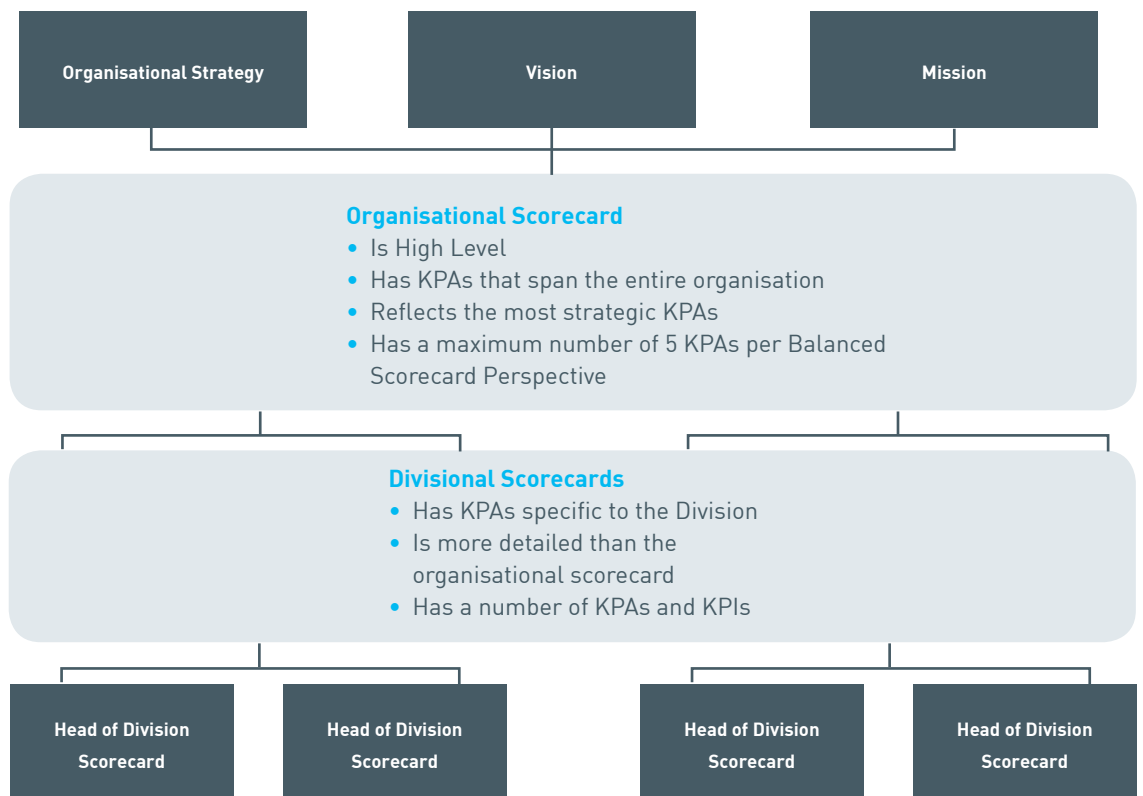 Organisational Strategy
Vision
Mission
Organisational Scorecard
• Is High Level
• Has KPAs that span the entire organisation
• Reflects the most strategic KPAs
• Has a maximum number of 5 KPAs per Balanced
Scorecard Perspective
Divisional Scorecards
• Has KPAs specific to the Division
• Is more detailed than the
organisational scorecard
• Has a number of KPAs and KPIs
Head of Division
Scorecard
Head of Division
Scorecard
Head of Division
Scorecard
Head of Division
Scorecard